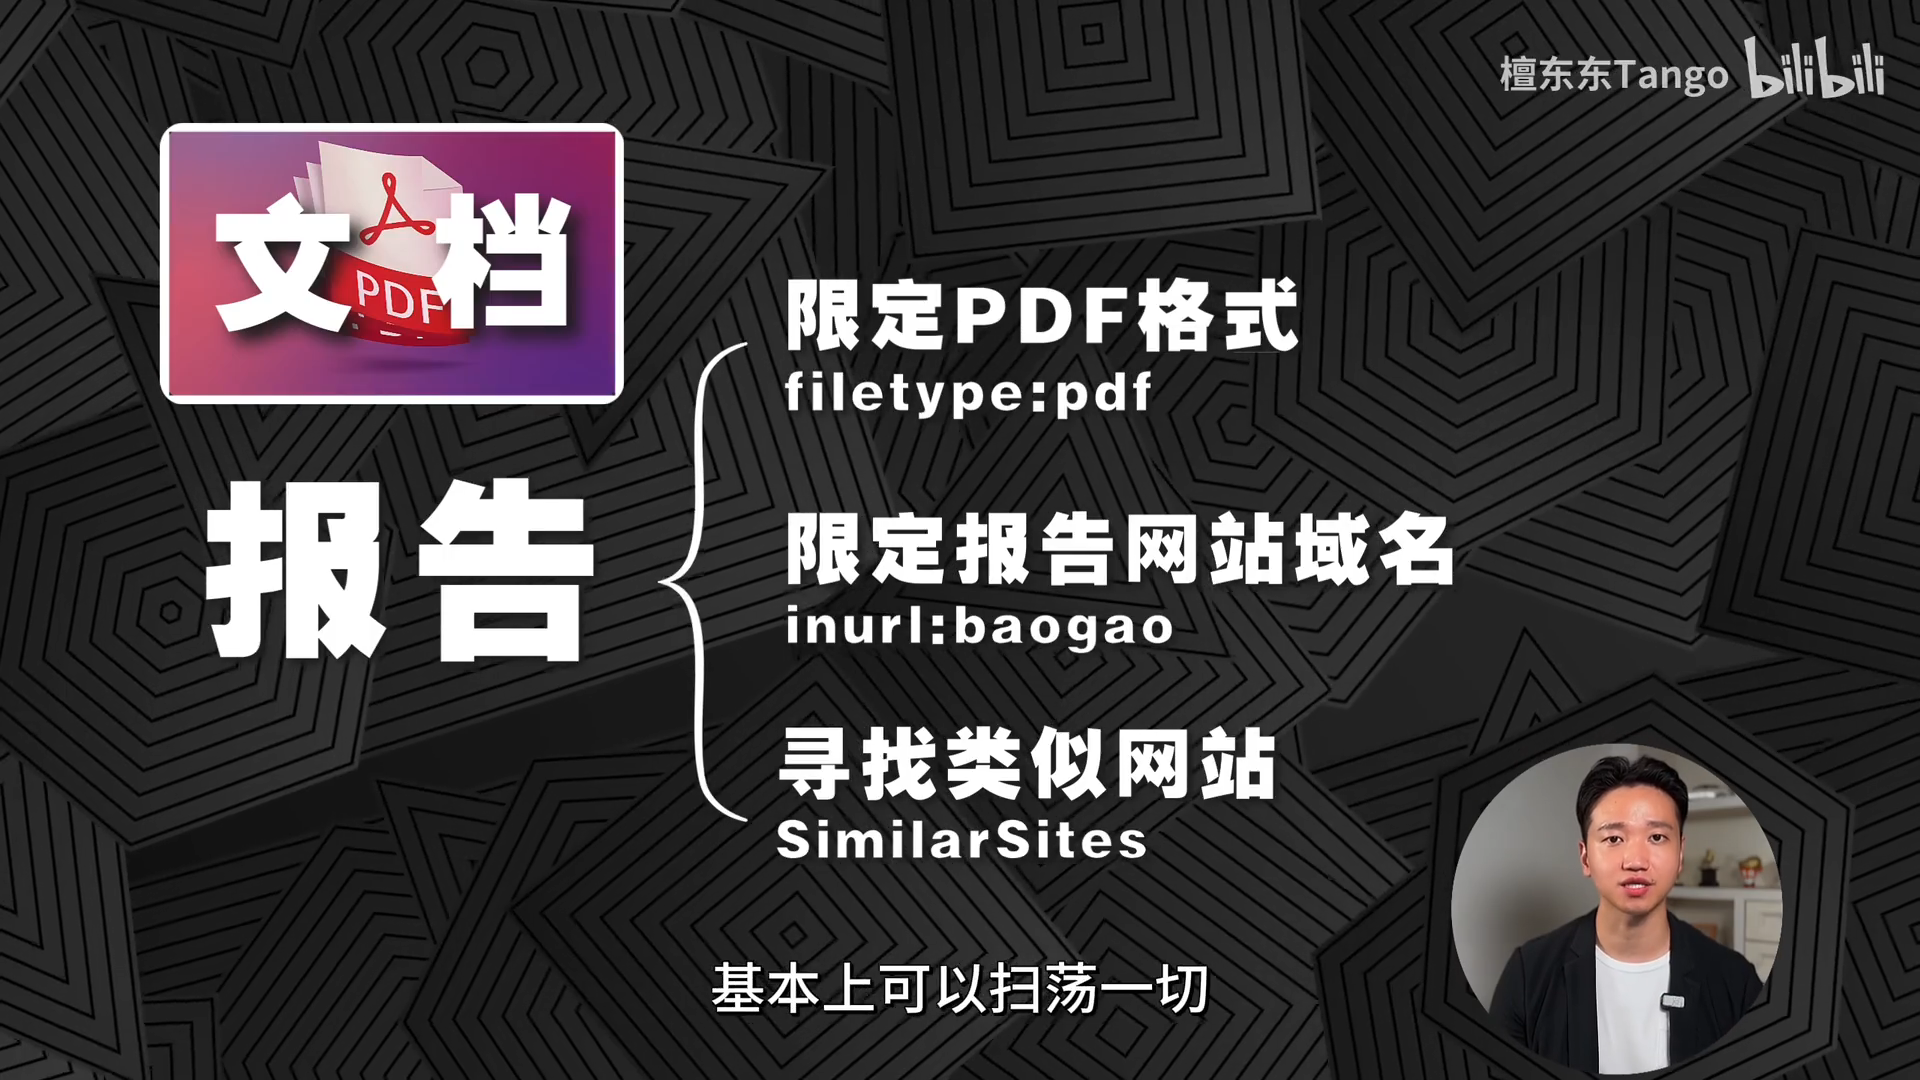 檀东东Tango bilibili
文档
PDF
报告
限定PDF格式
filetype:pdf
限定报告网站域名
inurl:baogao
寻找类似网站
SimilarSites
基本上可以扫荡一切